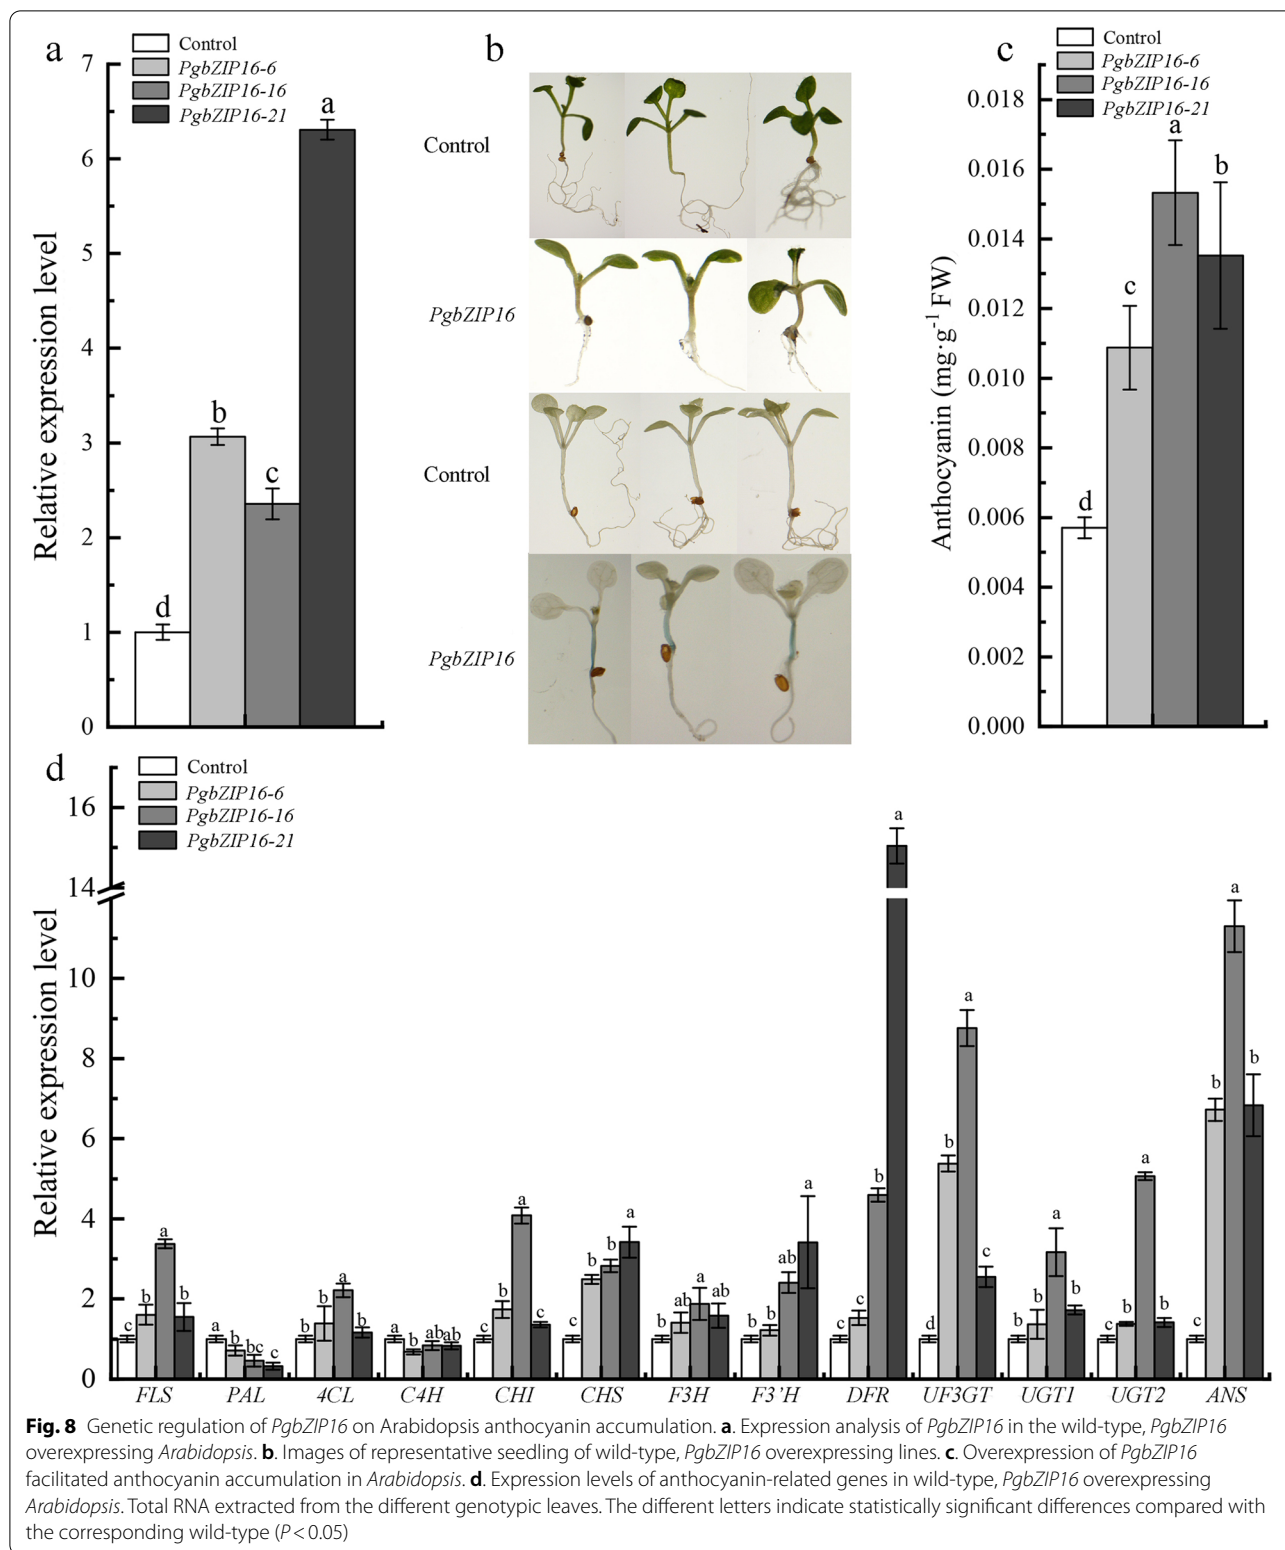 a
Control
PgbZIP16-6
PgbZIP16-16
PgbZIP16-21
Relative expression level
7
6
5
4
3
2
1
0
d
b
c
a
b
Control
PgbZIP16
Control
PgbZIP16
c
Control
PgbZIP16-6
PgbZIP16-16
PgbZIP16-21
Anthocyanin (mg·g⁻¹ FW)
0.018
0.016
0.014
0.012
0.010
0.008
0.006
0.004
0.002
0.000
d
c
a
b
d
Control
PgbZIP16-6
PgbZIP16-16
PgbZIP16-21
Relative expression level
16
14
10
8
6
4
2
0
c b a b
a b bc c
b b a b
a b ab ab
c b a c
c b b a
b ab a ab
b b ab a
c c b a
d b a c
b b a b
c b a b
c b a b
FLS PAL 4CL C4H CHI CHS F3H F3’H DFR UF3GT UGT1 UGT2 ANS
Fig. 8 Genetic regulation of PgbZIP16 on Arabidopsis anthocyanin accumulation. a. Expression analysis of PgbZIP16 in the wild-type, PgbZIP16
overexpressing Arabidopsis. b. Images of representative seedling of wild-type, PgbZIP16 overexpressing lines. c. Overexpression of PgbZIP16
facilitated anthocyanin accumulation in Arabidopsis. d. Expression levels of anthocyanin-related genes in wild-type, PgbZIP16 overexpressing
Arabidopsis. Total RNA extracted from the different genotypic leaves. The different letters indicate statistically significant differences compared with
the corresponding wild-type (P < 0.05)